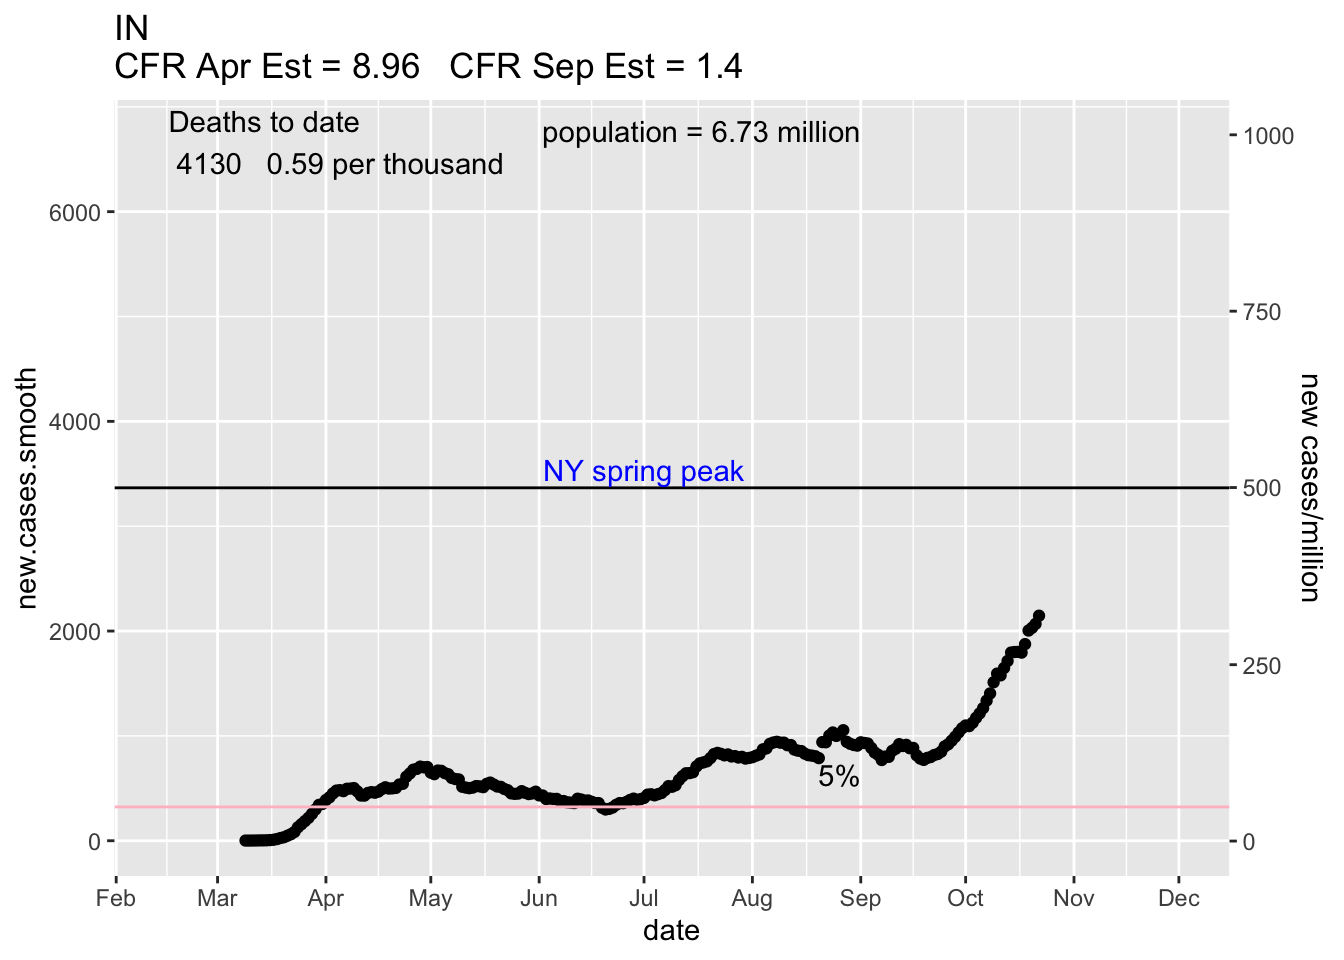 IN
CFR Apr Est = 8.96   CFR Sep Est = 1.4
Deaths to date
4130   0.59 per thousand
population = 6.73 million
1000
6000
750
4000
NY spring peak
500
new.cases.smooth
new cases/million
2000
250
5%
0
0
Feb Mar Apr May Jun Jul Aug Sep Oct Nov Dec
date